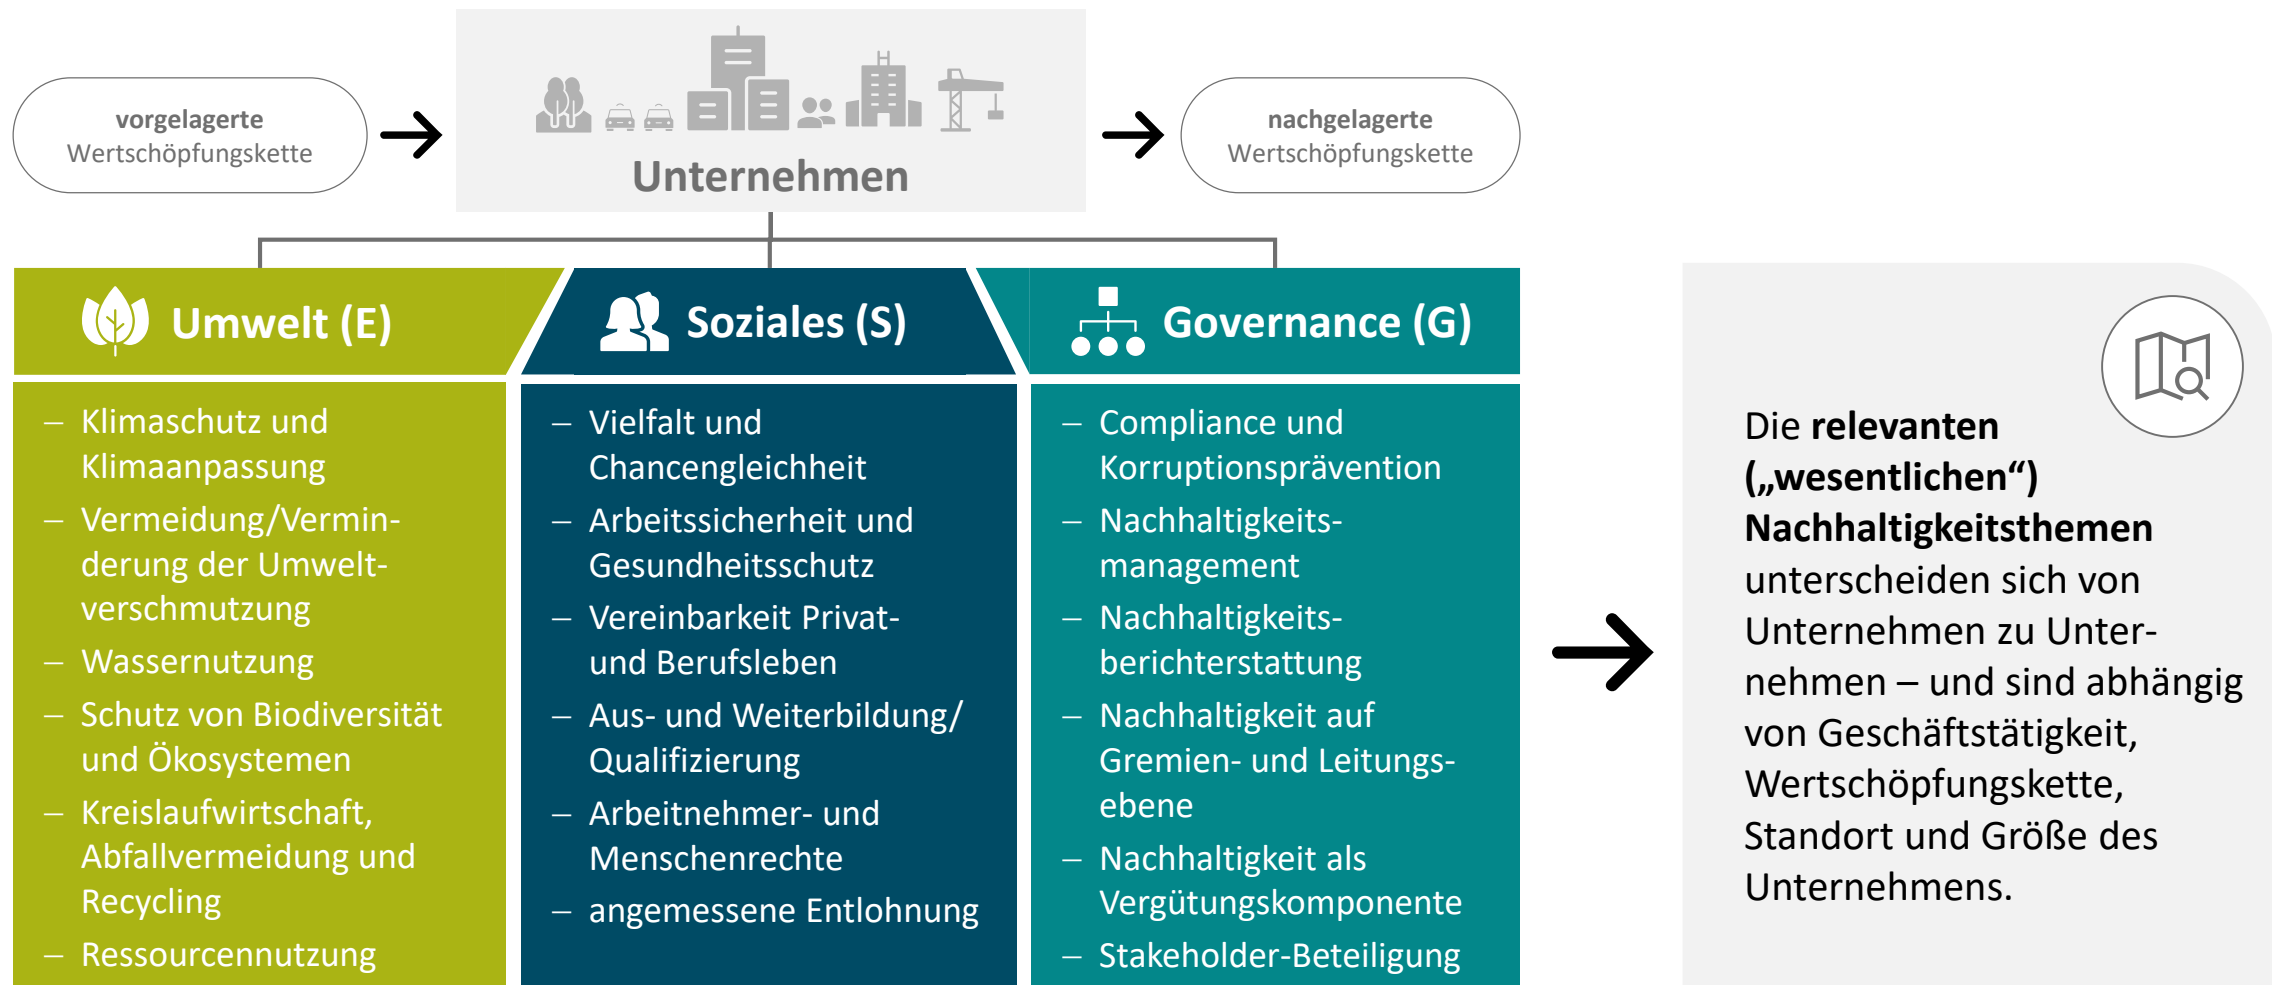 vorgelagerte
Wertschöpfungskette
Unternehmen
nachgelagerte
Wertschöpfungskette
Umwelt (E)
– Klimaschutz und
Klimaanpassung
– Vermeidung/Vermin-
derung der Umwelt-
verschmutzung
– Wassernutzung
– Schutz von Biodiversität
und Ökosystemen
– Kreislaufwirtschaft,
Abfallvermeidung und
Recycling
– Ressourcennutzung
Soziales (S)
– Vielfalt und
Chancengleichheit
– Arbeitssicherheit und
Gesundheitsschutz
– Vereinbarkeit Privat-
und Berufsleben
– Aus- und Weiterbildung/
Qualifizierung
– Arbeitnehmer- und
Menschenrechte
– angemessene Entlohnung
Governance (G)
– Compliance und
Korruptionsprävention
– Nachhaltigkeits-
management
– Nachhaltigkeits-
berichterstattung
– Nachhaltigkeit auf
Gremien- und Leitungs-
ebene
– Nachhaltigkeit als
Vergütungskomponente
– Stakeholder-Beteiligung
Die relevanten
(„wesentlichen“)
Nachhaltigkeitsthemen
unterscheiden sich von
Unternehmen zu Unter-
nehmen – und sind abhängig
von Geschäftstätigkeit,
Wertschöpfungskette,
Standort und Größe des
Unternehmens.